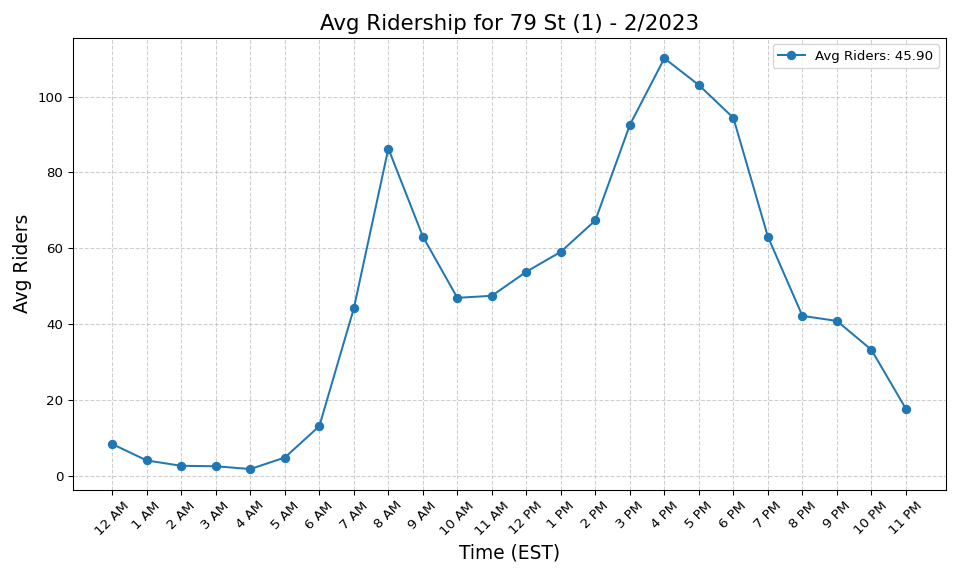 Avg Ridership for 79 St (1) - 2/2023
Avg Riders: 45.90
100
80
60
40
20
0
Avg Riders
12 AM
1 AM
2 AM
3 AM
4 AM
5 AM
6 AM
7 AM
8 AM
9 AM
10 AM
11 AM
12 PM
1 PM
2 PM
3 PM
4 PM
5 PM
6 PM
7 PM
8 PM
9 PM
10 PM
11 PM
Time (EST)